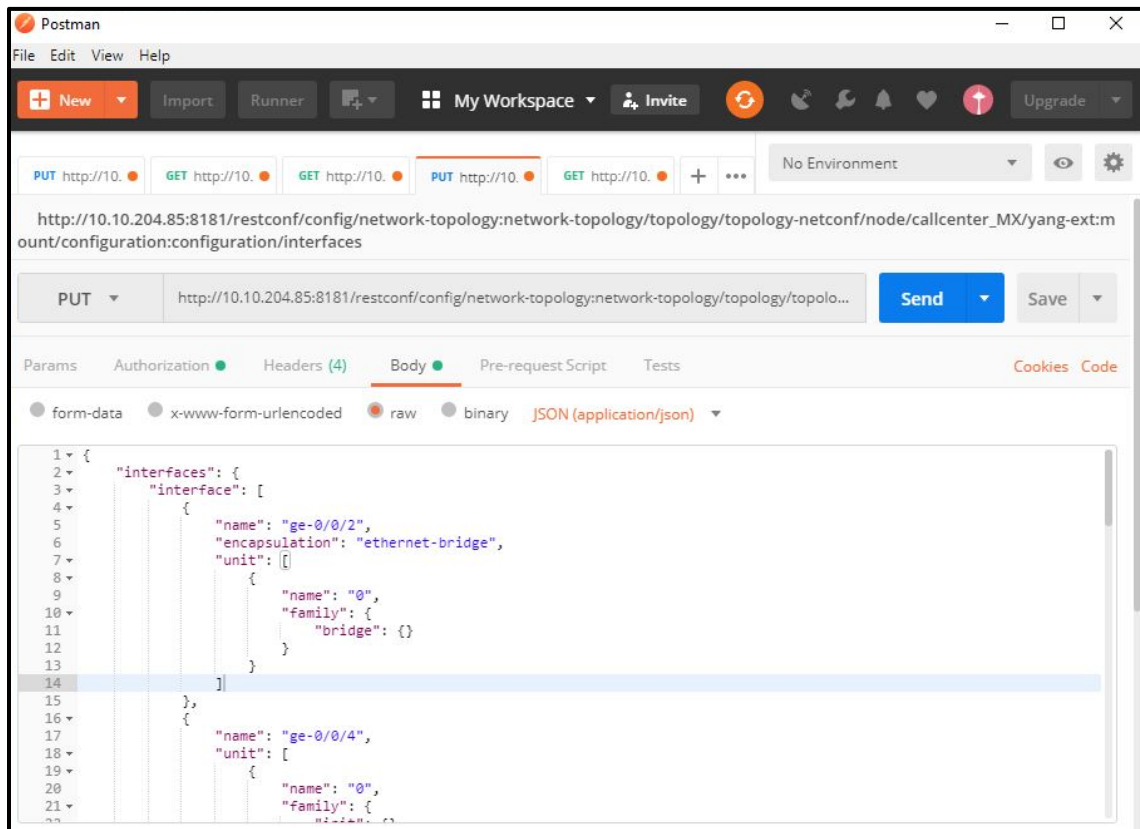 Postman
File Edit View Help
New Import Runner My Workspace Invite Upgrade
PUT http://10. GET http://10. GET http://10. PUT http://10. GET http://10. + ••• No Environment
http://10.10.204.85:8181/restconf/config/network-topology:network-topology/topology/topology-netconf/node/callcenter_MX/yang-ext:m
ount/configuration:configuration/interfaces
PUT http://10.10.204.85:8181/restconf/config/network-topology:network-topology/topology/topolo... Send Save
Params Authorization Headers (4) Body Pre-request Script Tests Cookies Code
form-data x-www-form-urlencoded raw binary JSON (application/json)
1 {
2 "interfaces": {
3 "interface": [
4 {
5 "name": "ge-0/0/2",
6 "encapsulation": "ethernet-bridge",
7 "unit": [
8 {
9 "name": "0",
10 "family": {
11 "bridge": {}
12 }
13 }
14 ]
15 },
16 {
17 "name": "ge-0/0/4",
18 "unit": [
19 {
20 "name": "0",
21 "family": {